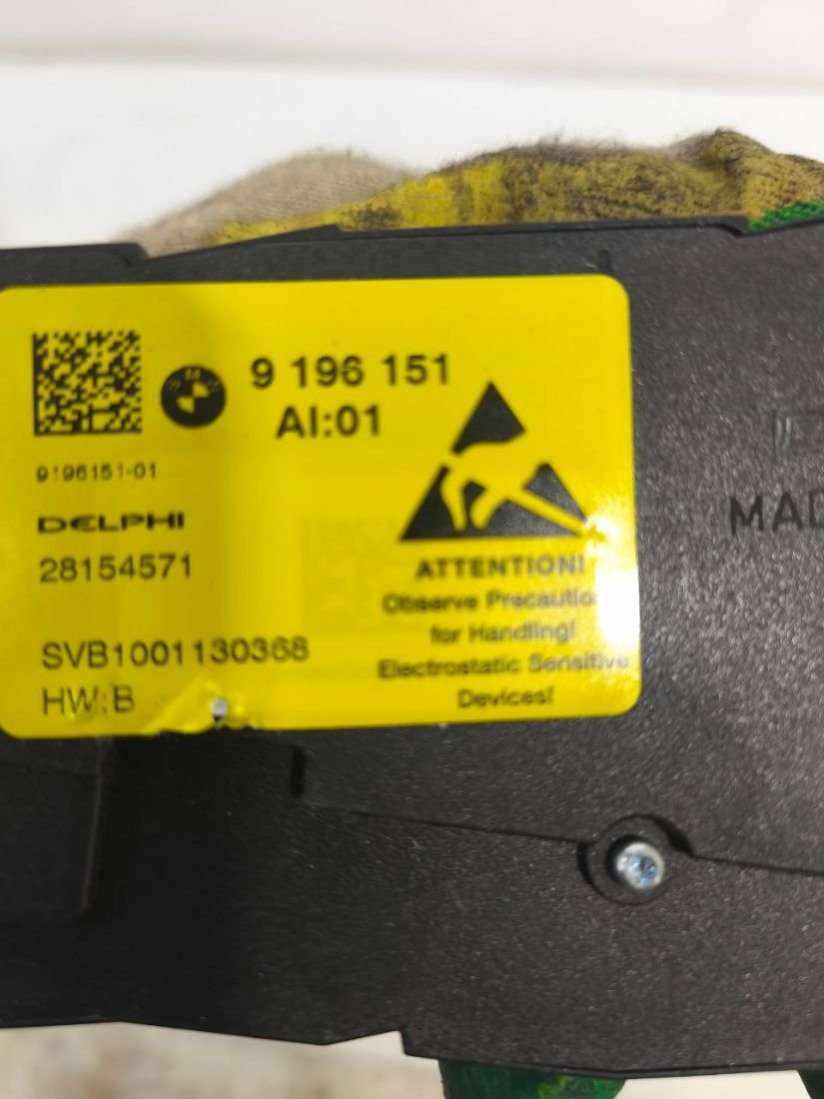 9 196 151
AI:01
9196151-01
DELPHI
28154571
SVB1001130368
HW:B
ATTENTION!
Observe Precautions
for Handling!
Electrostatic Sensitive
Devices!
MAD